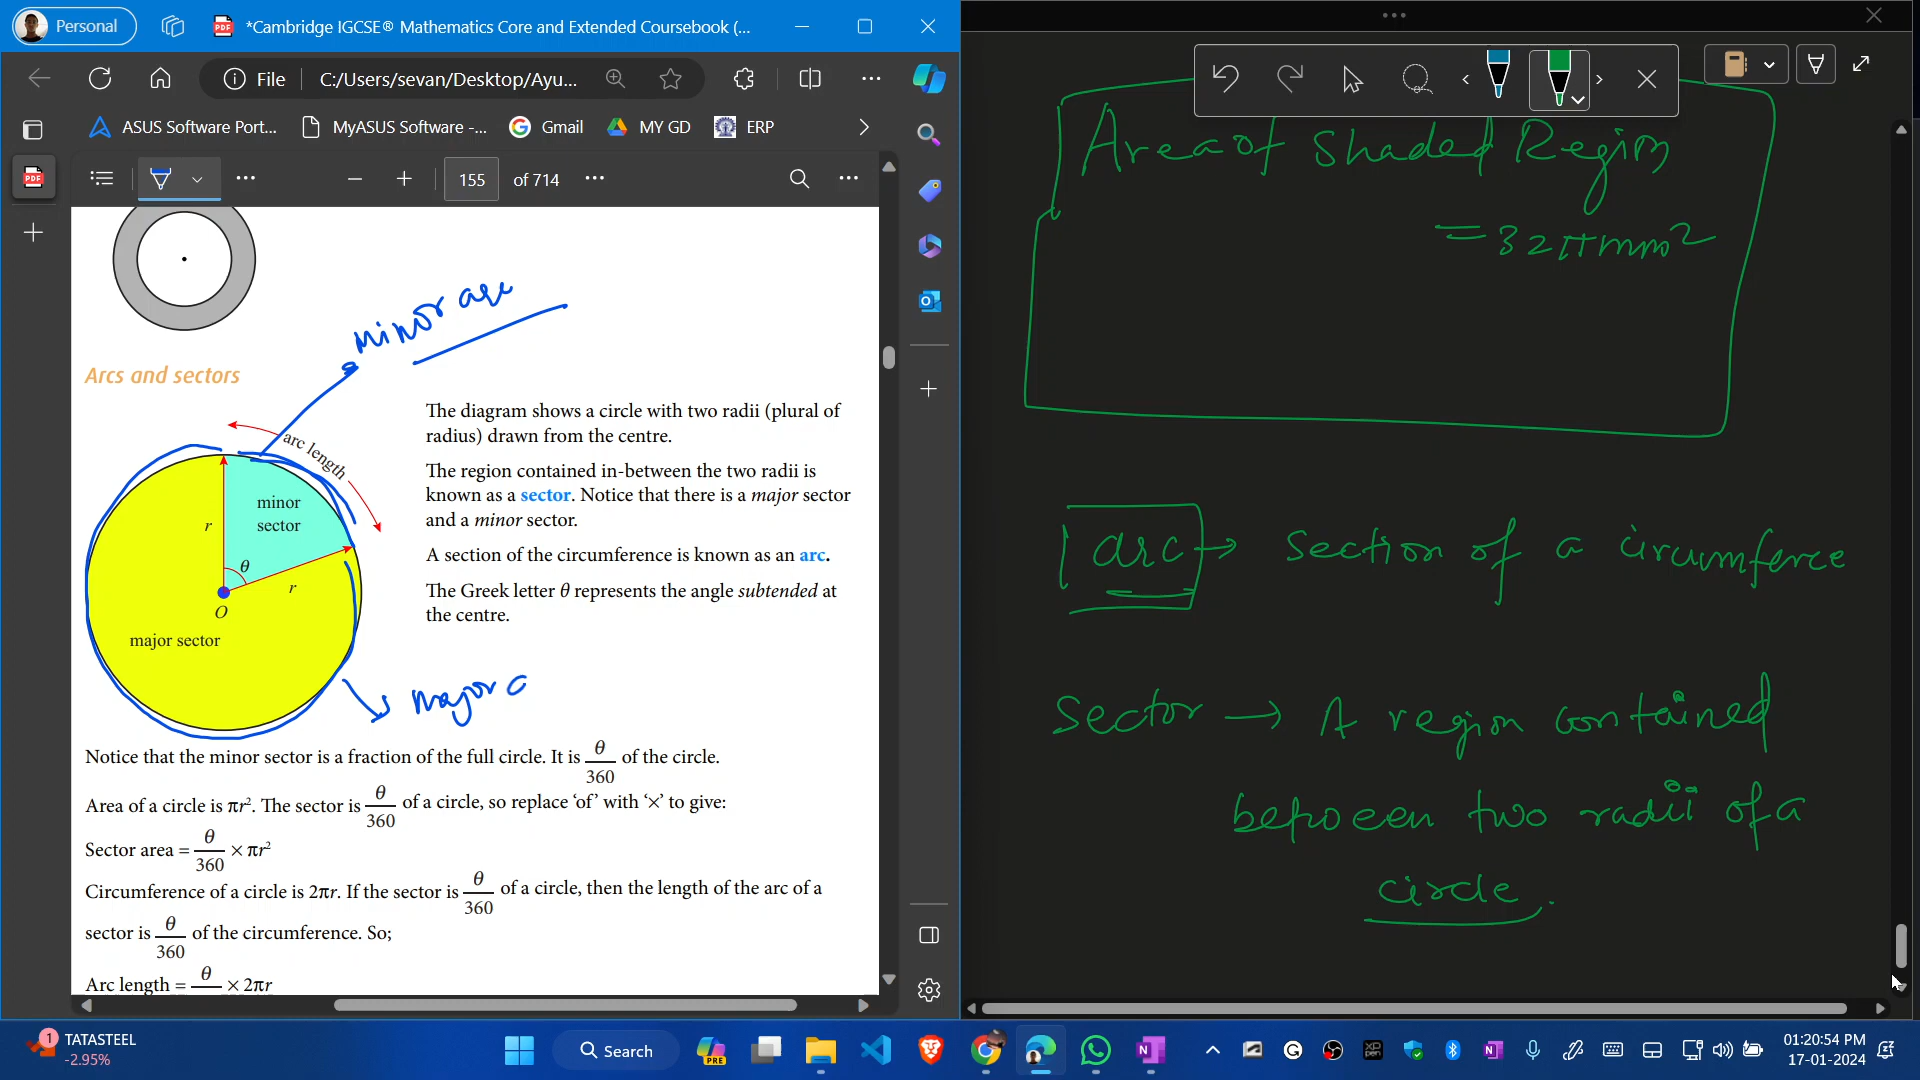 Personal
*Cambridge IGCSE® Mathematics Core and Extended Coursebook (...
File
C:/Users/sevan/Desktop/Ayu...
ASUS Software Port...
MyASUS Software -...
Gmail
MY GD
ERP
155
of 714
minor
Arcs and sectors
arc length
minor
sector
r
θ
r
O
major sector
major
The diagram shows a circle with two radii (plural of
radius) drawn from the centre.
The region contained in-between the two radii is
known as a sector. Notice that there is a major sector
and a minor sector.
A section of the circumference is known as an arc.
The Greek letter θ represents the angle subtended at
the centre.
Notice that the minor sector is a fraction of the full circle. It is θ/360 of the circle.
Area of a circle is πr². The sector is θ/360 of a circle, so replace ‘of’ with ‘×’ to give:
Sector area = θ/360 × πr²
Circumference of a circle is 2πr. If the sector is θ/360 of a circle, then the length of the arc of a
sector is θ/360 of the circumference. So;
Arc length = θ × 2πr
Area of Shaded Region
= 32πmm²
arc → section of a circumference
Sector → A region contained
between two radii of a
circle.
1
TATASTEEL
-2.95%
Search
PRE
01:20:54 PM
17-01-2024